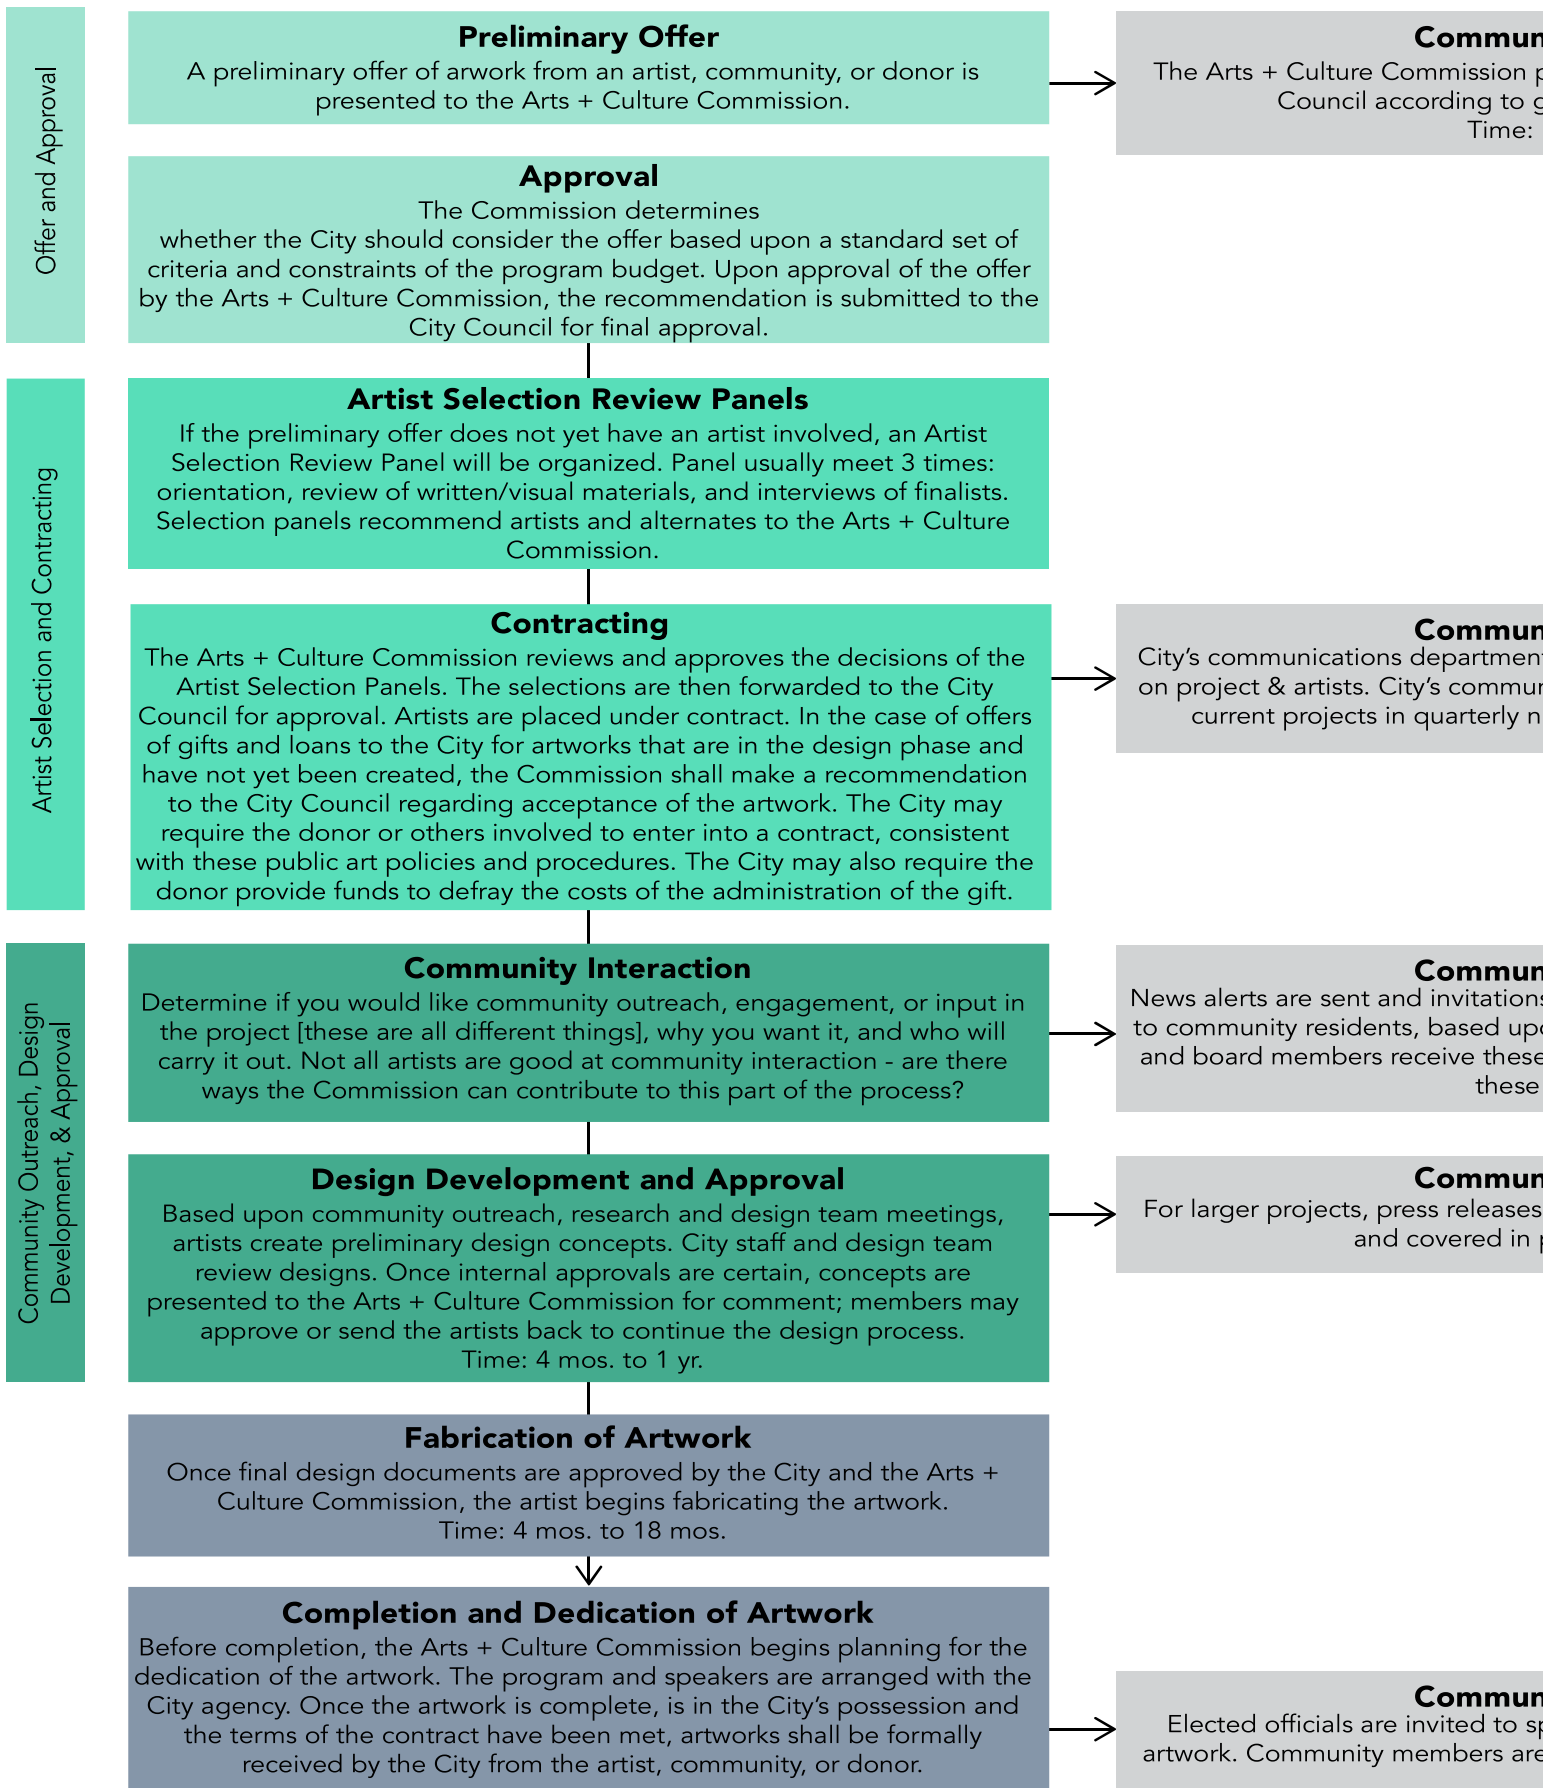 Offer and Approval
Preliminary Offer
A preliminary offer of arwork from an artist, community, or donor is
presented to the Arts + Culture Commission.
Commun
The Arts + Culture Commission p
Council according to g
Time:
Approval
The Commission determines
whether the City should consider the offer based upon a standard set of
criteria and constraints of the program budget. Upon approval of the offer
by the Arts + Culture Commission, the recommendation is submitted to the
City Council for final approval.
Artist Selection and Contracting
Artist Selection Review Panels
If the preliminary offer does not yet have an artist involved, an Artist
Selection Review Panel will be organized. Panel usually meet 3 times:
orientation, review of written/visual materials, and interviews of finalists.
Selection panels recommend artists and alternates to the Arts + Culture
Commission.
Contracting
The Arts + Culture Commission reviews and approves the decisions of the
Artist Selection Panels. The selections are then forwarded to the City
Council for approval. Artists are placed under contract. In the case of offers
of gifts and loans to the City for artworks that are in the design phase and
have not yet been created, the Commission shall make a recommendation
to the City Council regarding acceptance of the artwork. The City may
require the donor or others involved to enter into a contract, consistent
with these public art policies and procedures. The City may also require the
donor provide funds to defray the costs of the administration of the gift.
Commun
City’s communications department
on project & artists. City’s commun
current projects in quarterly n
Community Outreach, Design
Development, & Approval
Community Interaction
Determine if you would like community outreach, engagement, or input in
the project [these are all different things], why you want it, and who will
carry it out. Not all artists are good at community interaction - are there
ways the Commission can contribute to this part of the process?
Commun
News alerts are sent and invitations
to community residents, based upo
and board members receive these
these
Design Development and Approval
Based upon community outreach, research and design team meetings,
artists create preliminary design concepts. City staff and design team
review designs. Once internal approvals are certain, concepts are
presented to the Arts + Culture Commission for comment; members may
approve or send the artists back to continue the design process.
Time: 4 mos. to 1 yr.
Commun
For larger projects, press releases
and covered in p
Fabrication of Artwork
Once final design documents are approved by the City and the Arts +
Culture Commission, the artist begins fabricating the artwork.
Time: 4 mos. to 18 mos.
Completion and Dedication of Artwork
Before completion, the Arts + Culture Commission begins planning for the
dedication of the artwork. The program and speakers are arranged with the
City agency. Once the artwork is complete, is in the City’s possession and
the terms of the contract have been met, artworks shall be formally
received by the City from the artist, community, or donor.
Commun
Elected officials are invited to sp
artwork. Community members are